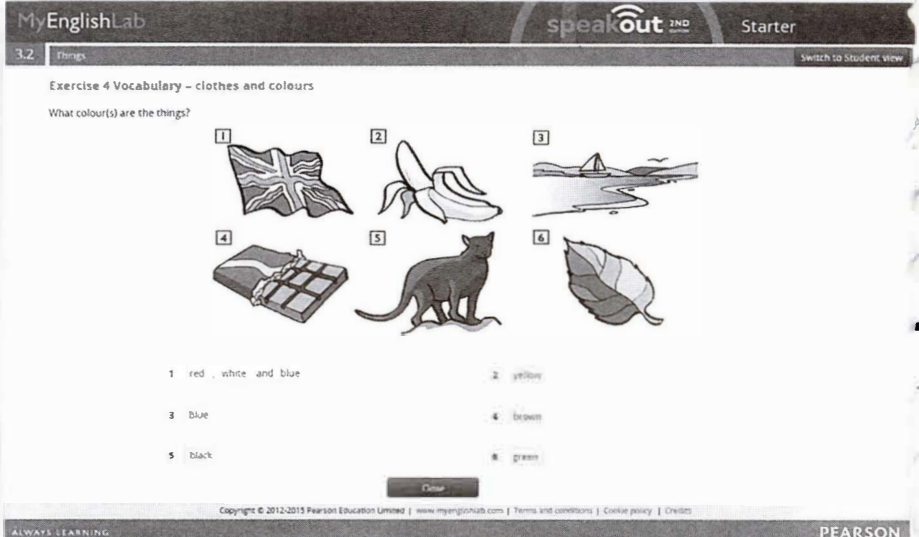 MyEnglishLab
speakout 2ND EDITION
Starter
3.2 Things
Switch to Student view
Exercise 4 Vocabulary – clothes and colours
What colour(s) are the things?
1 2 3
4 5 6
1 red , white and blue 2 yellow
3 Blue 4 brown
5 black 6 green
Close
Copyright © 2012-2015 Pearson Education Limited | www.myenglishlab.com | Terms and conditions | Cookie policy | Credits
ALWAYS LEARNING PEARSON